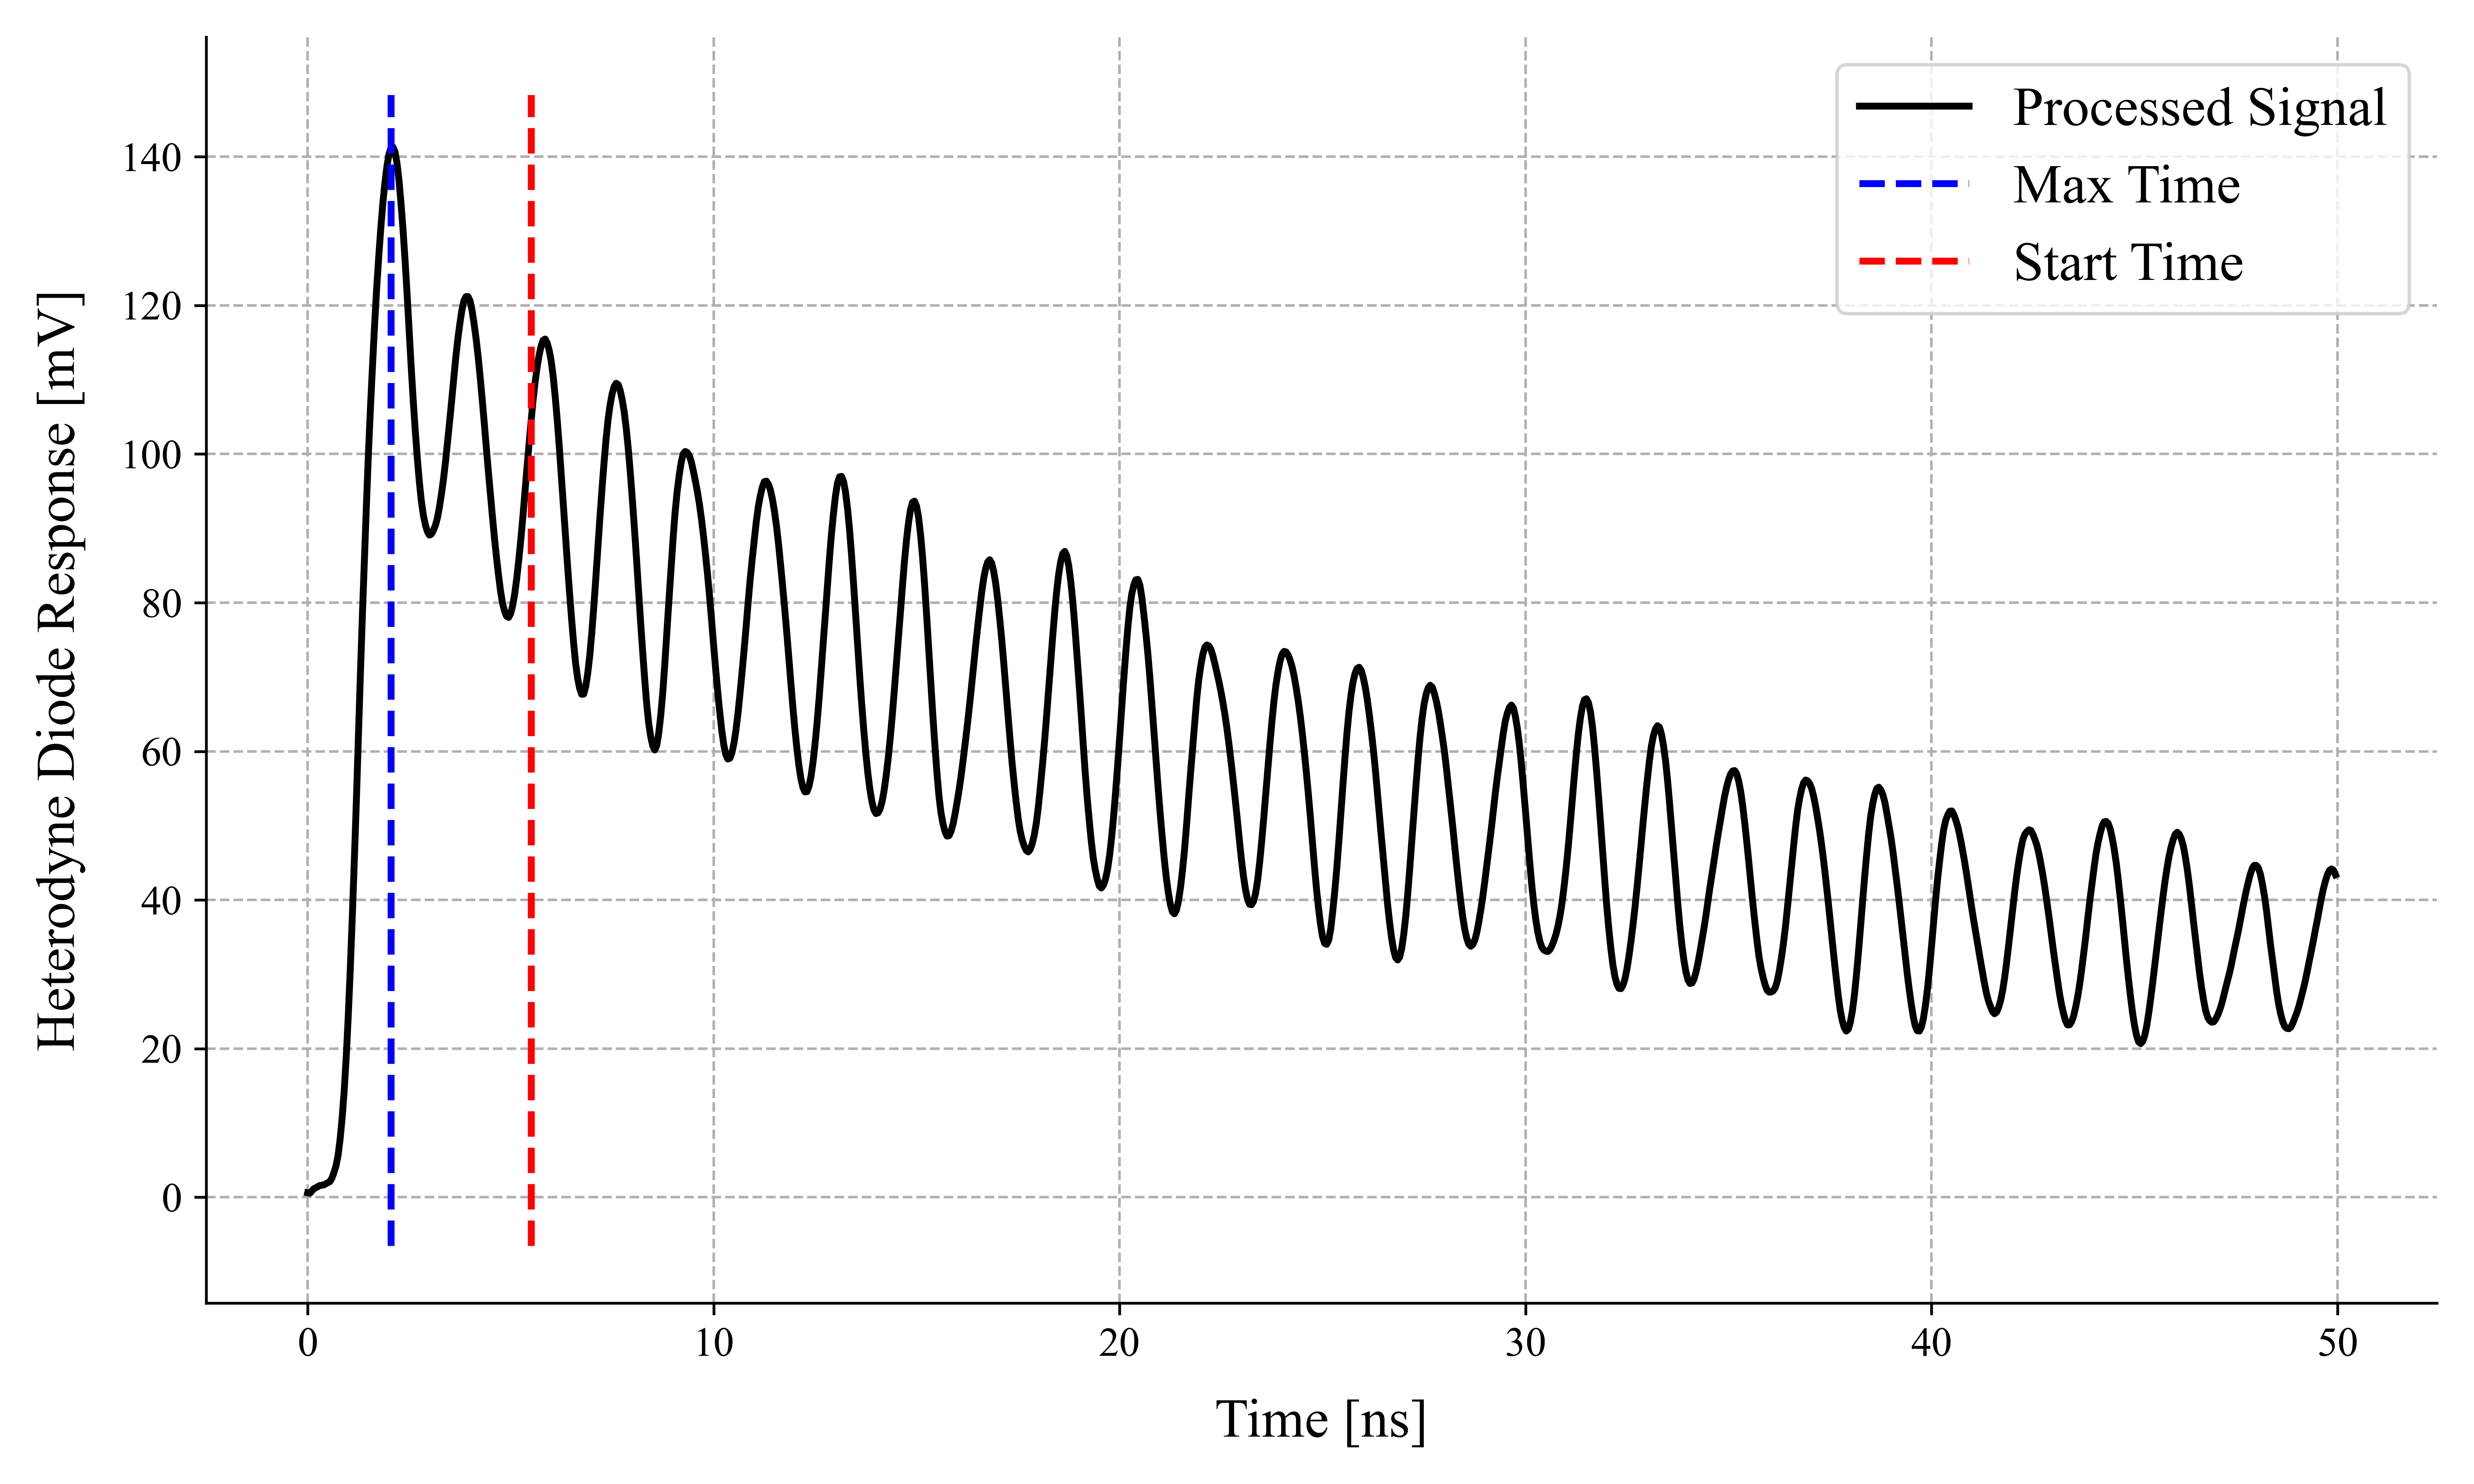 Heterodyne Diode Response [mV]
140
120
100
80
60
40
20
0
Processed Signal
Max Time
Start Time
0 10 20 30 40 50
Time [ns]